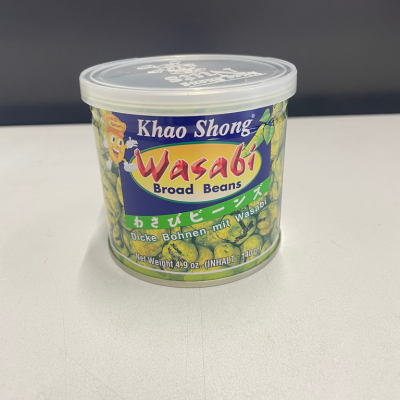 Khao Shong®
Wasabi
Broad Beans
わさびビーンズ
Dicke Bohnen mit Wasabi
Net Weight 4.9 oz. (INHALT: 140 g)